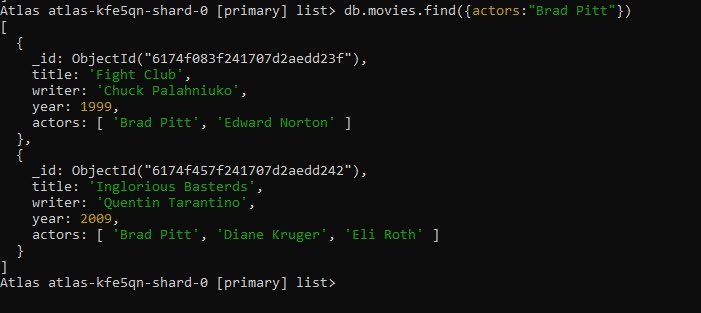 Atlas atlas-kfe5qn-shard-0 [primary] list> db.movies.find({actors:"Brad Pitt"})
[
  {
    _id: ObjectId("6174f083f241707d2aedd23f"),
    title: 'Fight Club',
    writer: 'Chuck Palahniuko',
    year: 1999,
    actors: [ 'Brad Pitt', 'Edward Norton' ]
  },
  {
    _id: ObjectId("6174f457f241707d2aedd242"),
    title: 'Inglorious Basterds',
    writer: 'Quentin Tarantino',
    year: 2009,
    actors: [ 'Brad Pitt', 'Diane Kruger', 'Eli Roth' ]
  }
]
Atlas atlas-kfe5qn-shard-0 [primary] list>